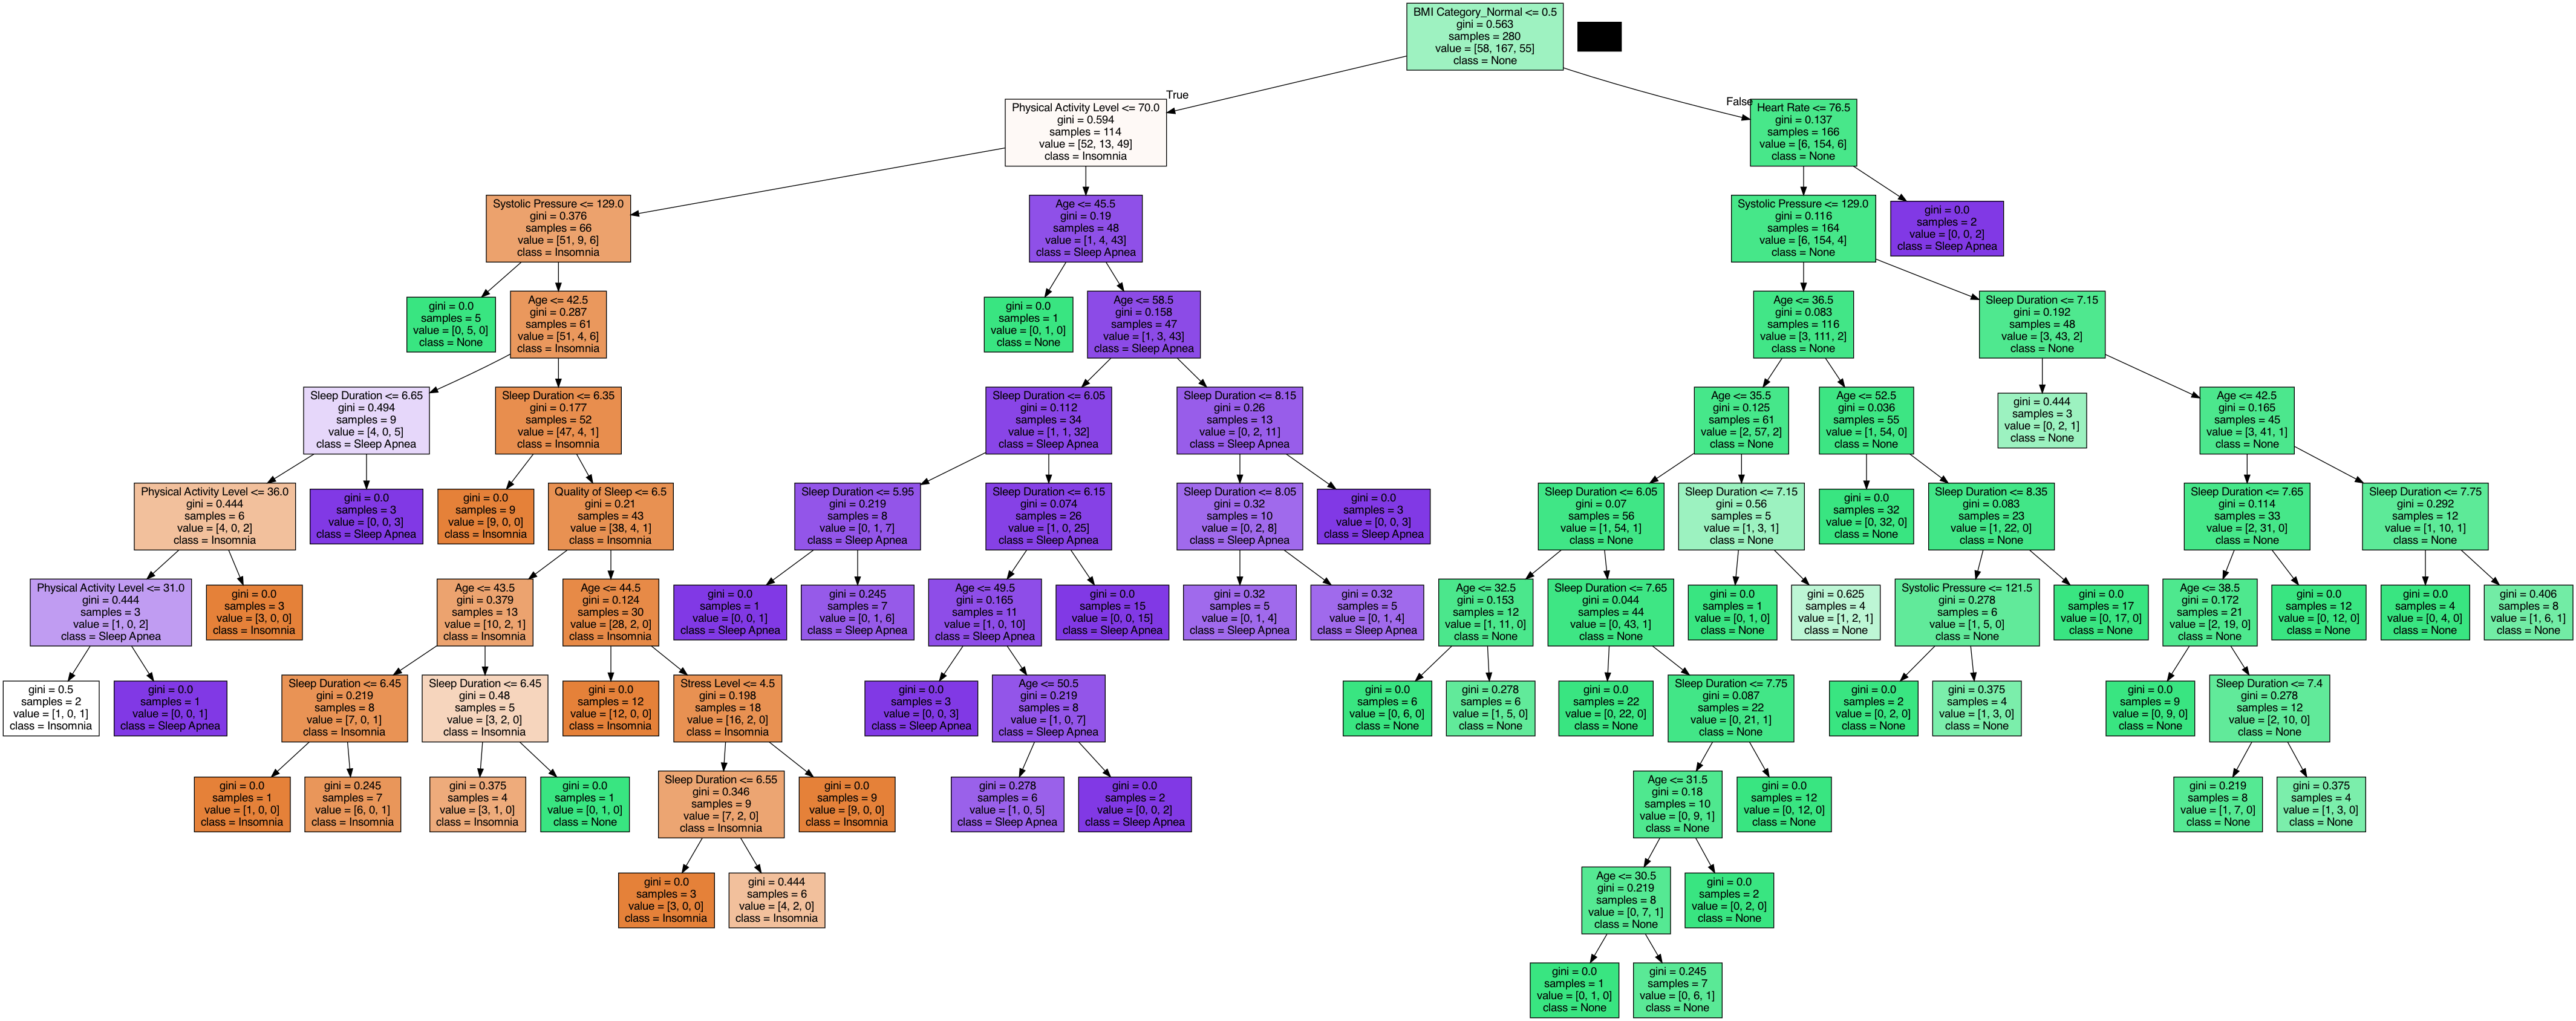 BMI Category_Normal <= 0.5
gini = 0.563
samples = 280
value = [58, 167, 55]
class = None
True
False
Physical Activity Level <= 70.0
gini = 0.594
samples = 114
value = [52, 13, 49]
class = Insomnia
Heart Rate <= 76.5
gini = 0.137
samples = 166
value = [6, 154, 6]
class = None
Systolic Pressure <= 129.0
gini = 0.376
samples = 66
value = [51, 9, 6]
class = Insomnia
Age <= 45.5
gini = 0.19
samples = 48
value = [1, 4, 43]
class = Sleep Apnea
Systolic Pressure <= 129.0
gini = 0.116
samples = 164
value = [6, 154, 4]
class = None
gini = 0.0
samples = 2
value = [0, 0, 2]
class = Sleep Apnea
gini = 0.0
samples = 5
value = [0, 5, 0]
class = None
Age <= 42.5
gini = 0.287
samples = 61
value = [51, 4, 6]
class = Insomnia
gini = 0.0
samples = 1
value = [0, 1, 0]
class = None
Age <= 58.5
gini = 0.158
samples = 47
value = [1, 3, 43]
class = Sleep Apnea
Age <= 36.5
gini = 0.083
samples = 116
value = [3, 111, 2]
class = None
Sleep Duration <= 7.15
gini = 0.192
samples = 48
value = [3, 43, 2]
class = None
Sleep Duration <= 6.65
gini = 0.494
samples = 9
value = [4, 0, 5]
class = Sleep Apnea
Sleep Duration <= 6.35
gini = 0.177
samples = 52
value = [47, 4, 1]
class = Insomnia
Sleep Duration <= 6.05
gini = 0.112
samples = 34
value = [1, 1, 32]
class = Sleep Apnea
Sleep Duration <= 8.15
gini = 0.26
samples = 13
value = [0, 2, 11]
class = Sleep Apnea
Age <= 35.5
gini = 0.125
samples = 61
value = [2, 57, 2]
class = None
Age <= 52.5
gini = 0.036
samples = 55
value = [1, 54, 0]
class = None
gini = 0.444
samples = 3
value = [0, 2, 1]
class = None
Age <= 42.5
gini = 0.165
samples = 45
value = [3, 41, 1]
class = None
Physical Activity Level <= 36.0
gini = 0.444
samples = 6
value = [4, 0, 2]
class = Insomnia
gini = 0.0
samples = 3
value = [0, 0, 3]
class = Sleep Apnea
gini = 0.0
samples = 9
value = [9, 0, 0]
class = Insomnia
Quality of Sleep <= 6.5
gini = 0.21
samples = 43
value = [38, 4, 1]
class = Insomnia
Sleep Duration <= 5.95
gini = 0.219
samples = 8
value = [0, 1, 7]
class = Sleep Apnea
Sleep Duration <= 6.15
gini = 0.074
samples = 26
value = [1, 0, 25]
class = Sleep Apnea
Sleep Duration <= 8.05
gini = 0.32
samples = 10
value = [0, 2, 8]
class = Sleep Apnea
gini = 0.0
samples = 3
value = [0, 0, 3]
class = Sleep Apnea
Sleep Duration <= 6.05
gini = 0.07
samples = 56
value = [1, 54, 1]
class = None
Sleep Duration <= 7.15
gini = 0.56
samples = 5
value = [1, 3, 1]
class = None
gini = 0.0
samples = 32
value = [0, 32, 0]
class = None
Sleep Duration <= 8.35
gini = 0.083
samples = 23
value = [1, 22, 0]
class = None
Sleep Duration <= 7.65
gini = 0.114
samples = 33
value = [2, 31, 0]
class = None
Sleep Duration <= 7.75
gini = 0.292
samples = 12
value = [1, 10, 1]
class = None
Physical Activity Level <= 31.0
gini = 0.444
samples = 3
value = [1, 0, 2]
class = Sleep Apnea
gini = 0.0
samples = 3
value = [3, 0, 0]
class = Insomnia
Age <= 43.5
gini = 0.379
samples = 13
value = [10, 2, 1]
class = Insomnia
Age <= 44.5
gini = 0.124
samples = 30
value = [28, 2, 0]
class = Insomnia
gini = 0.0
samples = 1
value = [0, 0, 1]
class = Sleep Apnea
gini = 0.245
samples = 7
value = [0, 1, 6]
class = Sleep Apnea
Age <= 49.5
gini = 0.165
samples = 11
value = [1, 0, 10]
class = Sleep Apnea
gini = 0.0
samples = 15
value = [0, 0, 15]
class = Sleep Apnea
gini = 0.32
samples = 5
value = [0, 1, 4]
class = Sleep Apnea
gini = 0.32
samples = 5
value = [0, 1, 4]
class = Sleep Apnea
Age <= 32.5
gini = 0.153
samples = 12
value = [1, 11, 0]
class = None
Sleep Duration <= 7.65
gini = 0.044
samples = 44
value = [0, 43, 1]
class = None
gini = 0.0
samples = 1
value = [0, 1, 0]
class = None
gini = 0.625
samples = 4
value = [1, 2, 1]
class = None
Systolic Pressure <= 121.5
gini = 0.278
samples = 6
value = [1, 5, 0]
class = None
gini = 0.0
samples = 17
value = [0, 17, 0]
class = None
Age <= 38.5
gini = 0.172
samples = 21
value = [2, 19, 0]
class = None
gini = 0.0
samples = 12
value = [0, 12, 0]
class = None
gini = 0.0
samples = 4
value = [0, 4, 0]
class = None
gini = 0.406
samples = 8
value = [1, 6, 1]
class = None
gini = 0.5
samples = 2
value = [1, 0, 1]
class = Insomnia
gini = 0.0
samples = 1
value = [0, 0, 1]
class = Sleep Apnea
Sleep Duration <= 6.45
gini = 0.219
samples = 8
value = [7, 0, 1]
class = Insomnia
Sleep Duration <= 6.45
gini = 0.48
samples = 5
value = [3, 2, 0]
class = Insomnia
gini = 0.0
samples = 12
value = [12, 0, 0]
class = Insomnia
Stress Level <= 4.5
gini = 0.198
samples = 18
value = [16, 2, 0]
class = Insomnia
gini = 0.0
samples = 3
value = [0, 0, 3]
class = Sleep Apnea
Age <= 50.5
gini = 0.219
samples = 8
value = [1, 0, 7]
class = Sleep Apnea
gini = 0.0
samples = 6
value = [0, 6, 0]
class = None
gini = 0.278
samples = 6
value = [1, 5, 0]
class = None
gini = 0.0
samples = 22
value = [0, 22, 0]
class = None
Sleep Duration <= 7.75
gini = 0.087
samples = 22
value = [0, 21, 1]
class = None
gini = 0.0
samples = 2
value = [0, 2, 0]
class = None
gini = 0.375
samples = 4
value = [1, 3, 0]
class = None
gini = 0.0
samples = 9
value = [0, 9, 0]
class = None
Sleep Duration <= 7.4
gini = 0.278
samples = 12
value = [2, 10, 0]
class = None
gini = 0.0
samples = 1
value = [1, 0, 0]
class = Insomnia
gini = 0.245
samples = 7
value = [6, 0, 1]
class = Insomnia
gini = 0.375
samples = 4
value = [3, 1, 0]
class = Insomnia
gini = 0.0
samples = 1
value = [0, 1, 0]
class = None
Sleep Duration <= 6.55
gini = 0.346
samples = 9
value = [7, 2, 0]
class = Insomnia
gini = 0.0
samples = 9
value = [9, 0, 0]
class = Insomnia
gini = 0.278
samples = 6
value = [1, 0, 5]
class = Sleep Apnea
gini = 0.0
samples = 2
value = [0, 0, 2]
class = Sleep Apnea
Age <= 31.5
gini = 0.18
samples = 10
value = [0, 9, 1]
class = None
gini = 0.0
samples = 12
value = [0, 12, 0]
class = None
gini = 0.219
samples = 8
value = [1, 7, 0]
class = None
gini = 0.375
samples = 4
value = [1, 3, 0]
class = None
gini = 0.0
samples = 3
value = [3, 0, 0]
class = Insomnia
gini = 0.444
samples = 6
value = [4, 2, 0]
class = Insomnia
Age <= 30.5
gini = 0.219
samples = 8
value = [0, 7, 1]
class = None
gini = 0.0
samples = 2
value = [0, 2, 0]
class = None
gini = 0.0
samples = 1
value = [0, 1, 0]
class = None
gini = 0.245
samples = 7
value = [0, 6, 1]
class = None